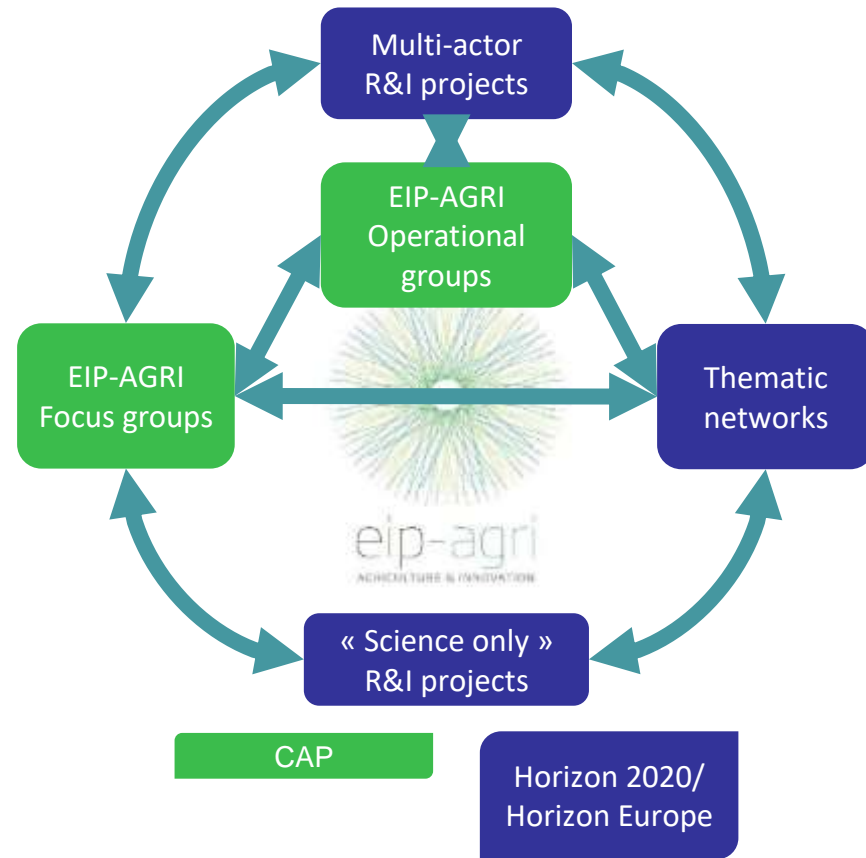 Multi-actor
R&I projects
EIP-AGRI
Operational
groups
EIP-AGRI
Focus groups
Thematic
networks
eip-agri
AGRICULTURE & INNOVATION
« Science only »
R&I projects
CAP
Horizon 2020/
Horizon Europe